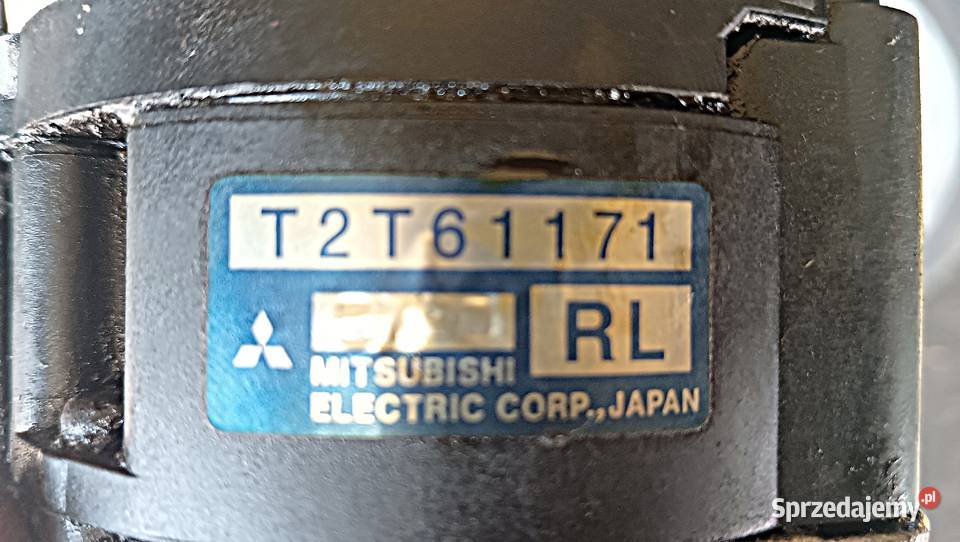 T2T61171
RL
MITSUBISHI
ELECTRIC CORP., JAPAN
Sprzedajemy.pl